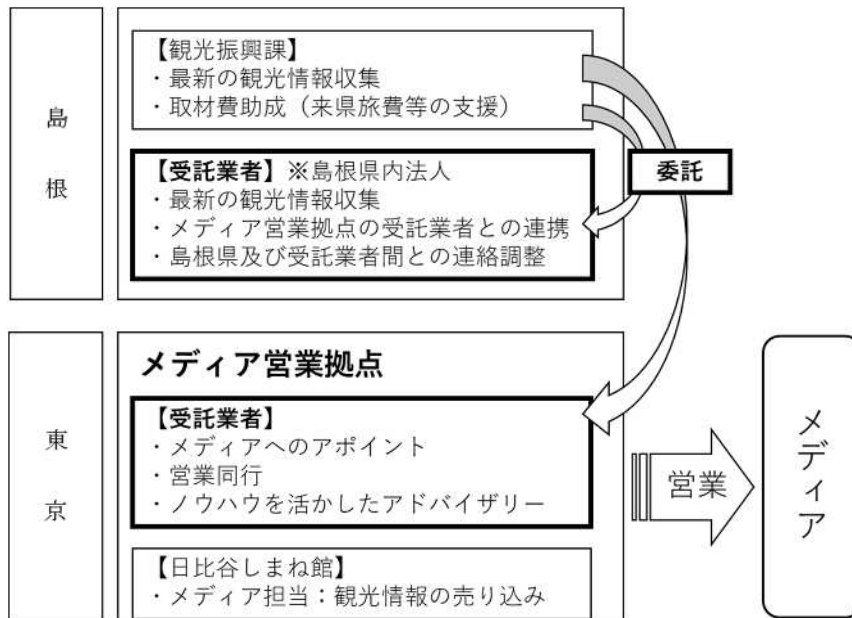 島根
【観光振興課】
・最新の観光情報収集
・取材費助成（来県旅費等の支援）
【受託業者】※島根県内法人
・最新の観光情報収集
・メディア営業拠点の受託業者との連携
・島根県及び受託業者間との連絡調整
委託
東京
メディア営業拠点
【受託業者】
・メディアへのアポイント
・営業同行
・ノウハウを活かしたアドバイザリー
【日比谷しまね館】
・メディア担当：観光情報の売り込み
営業
メディア